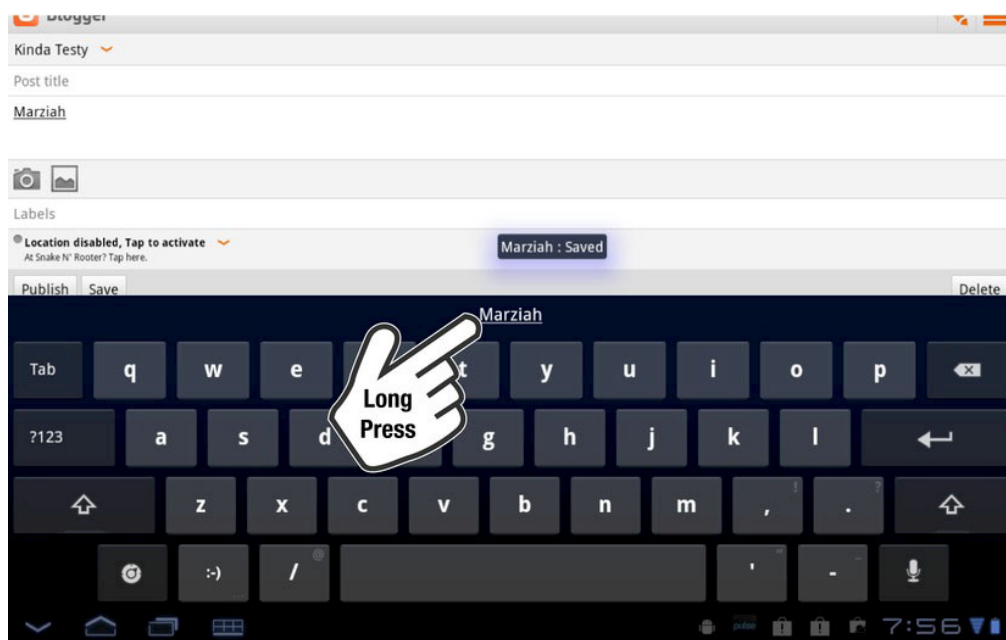 Blogger
Kinda Testy
Post title
Marziah
Labels
Location disabled, Tap to activate
At Snake N' Rooter? Tap here.
Marziah : Saved
Publish Save Delete
Marziah
Tab q w e t y u i o p
Long
Press
?123 a s d g h j k l
z x c v b n m , ! . ?
:-) / @ ' " - _
pulse 7:56